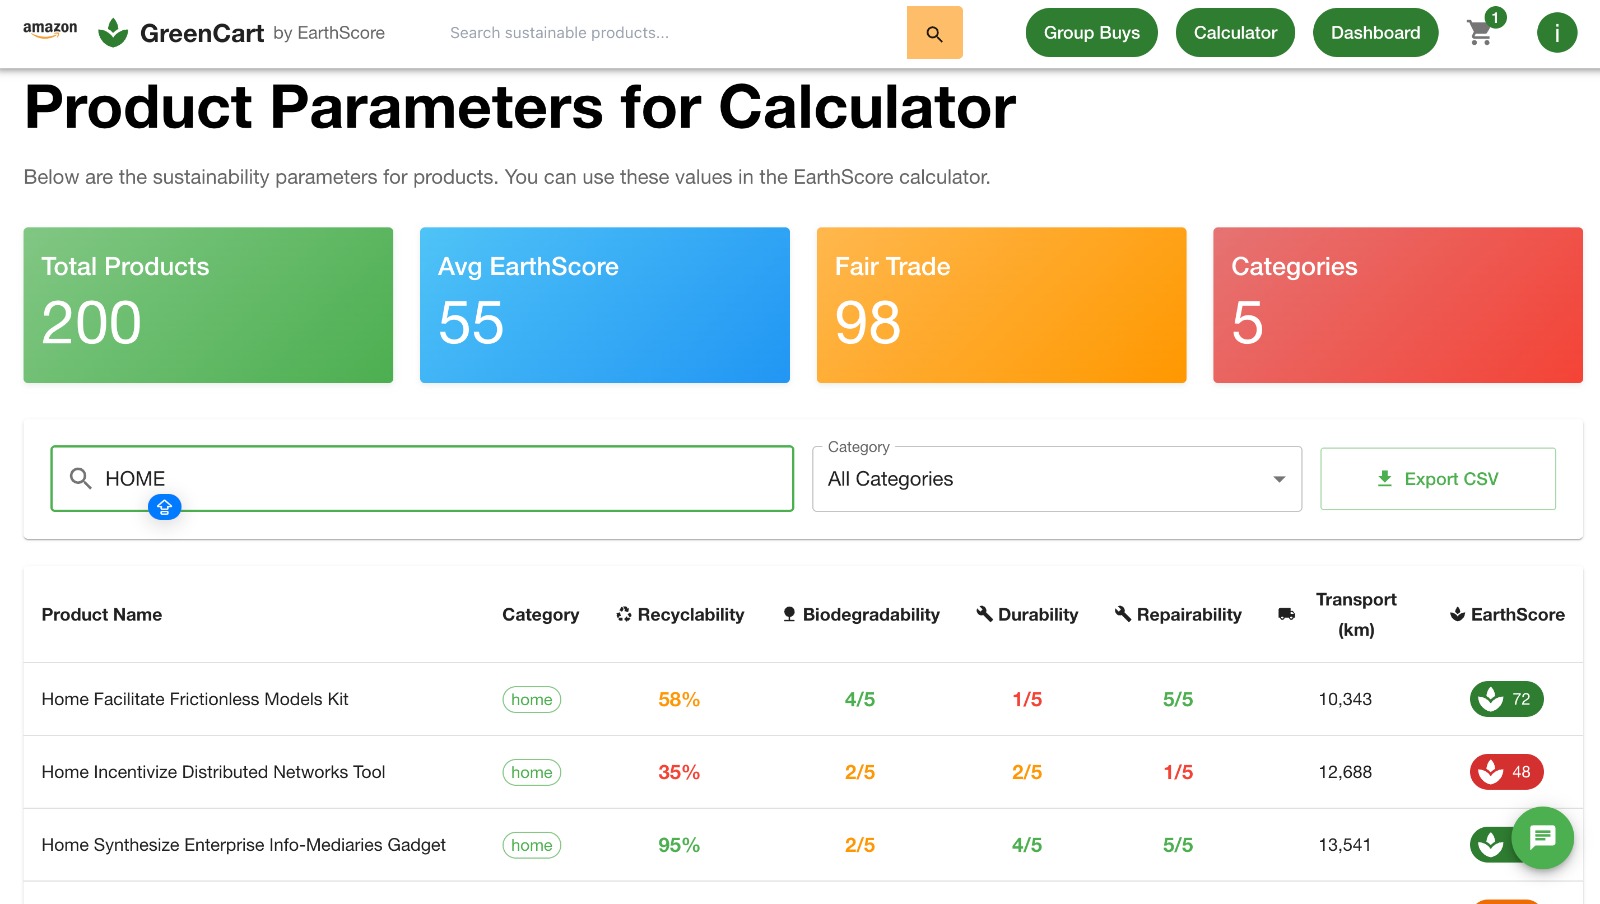 amazon GreenCart by EarthScore Search sustainable products... Group Buys Calculator Dashboard 1 i
Product Parameters for Calculator
Below are the sustainability parameters for products. You can use these values in the EarthScore calculator.
Total Products Avg EarthScore Fair Trade Categories
200 55 98 5
Category
HOME All Categories Export CSV
Product Name Category Recyclability Biodegradability Durability Repairability Transport (km) EarthScore
Home Facilitate Frictionless Models Kit home 58% 4/5 1/5 5/5 10,343 72
Home Incentivize Distributed Networks Tool home 35% 2/5 2/5 1/5 12,688 48
Home Synthesize Enterprise Info-Mediaries Gadget home 95% 2/5 4/5 5/5 13,541